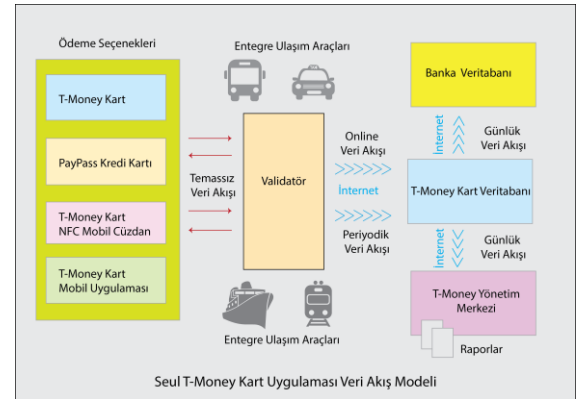 Ödeme Seçenekleri
T-Money Kart
PayPass Kredi Kartı
T-Money Kart
NFC Mobil Cüzdan
T-Money Kart
Mobil Uygulaması
Temassız
Veri Akışı
Entegre Ulaşım Araçları
Validatör
Entegre Ulaşım Araçları
Online
Veri Akışı
İnternet
Periyodik
Veri Akışı
Banka Veritabanı
İnternet
Günlük
Veri Akışı
T-Money Kart Veritabanı
İnternet
Günlük
Veri Akışı
T-Money Yönetim
Merkezi
Raporlar
Seul T-Money Kart Uygulaması Veri Akış Modeli